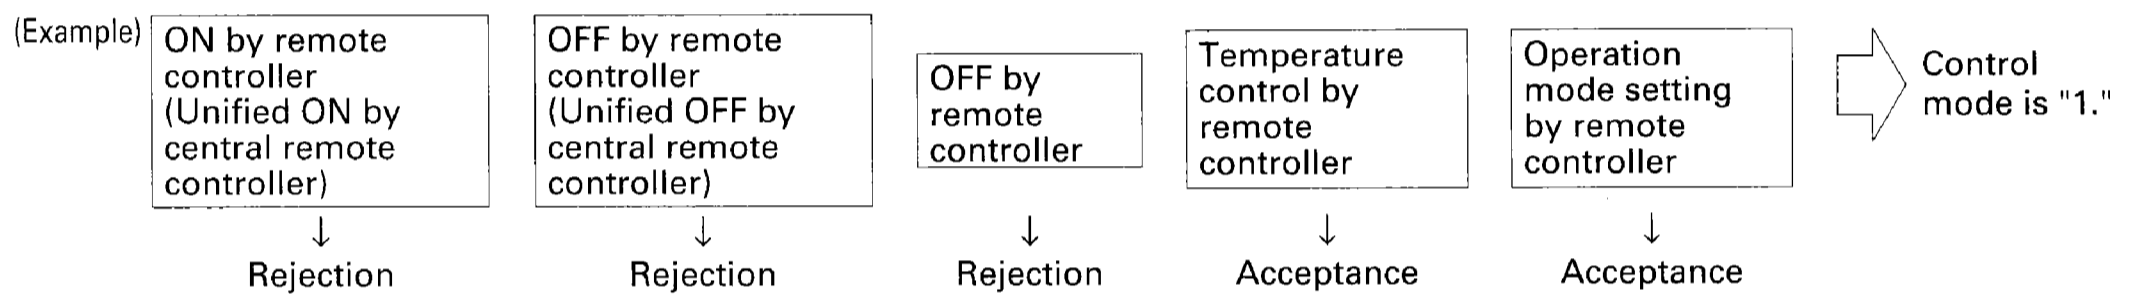 (Example)
ON by remote
controller
(Unified ON by
central remote
controller)
↓
Rejection
OFF by remote
controller
(Unified OFF by
central remote
controller)
↓
Rejection
OFF by
remote
controller
↓
Rejection
Temperature
control by
remote
controller
↓
Acceptance
Operation
mode setting
by remote
controller
↓
Acceptance
Control
mode is "1."